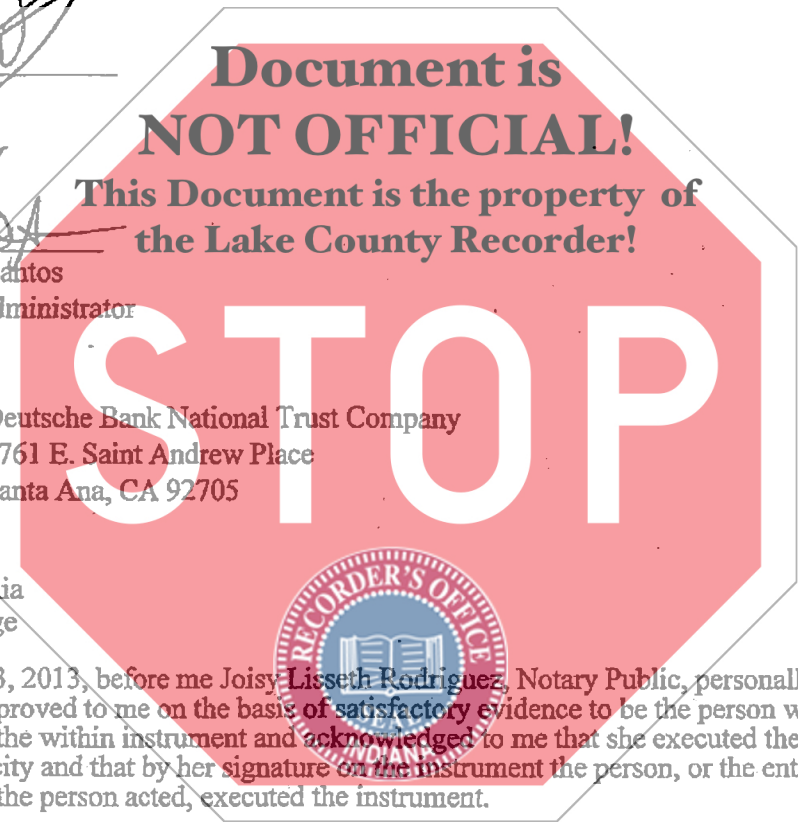 Document is
NOT OFFICIAL!
This Document is the property of
the Lake County Recorder!
antos
dministrator
STOP
Deutsche Bank National Trust Company
761 E. Saint Andrew Place
anta Ana, CA 92705
RECORDER'S OFFICE
INDIANA
ia
ge
3, 2013, before me Joisy Lisseth Rodriguez, Notary Public, personall
proved to me on the basis of satisfactory evidence to be the person w
the within instrument and acknowledged to me that she executed the
city and that by her signature on the instrument the person, or the ent
the person acted, executed the instrument.